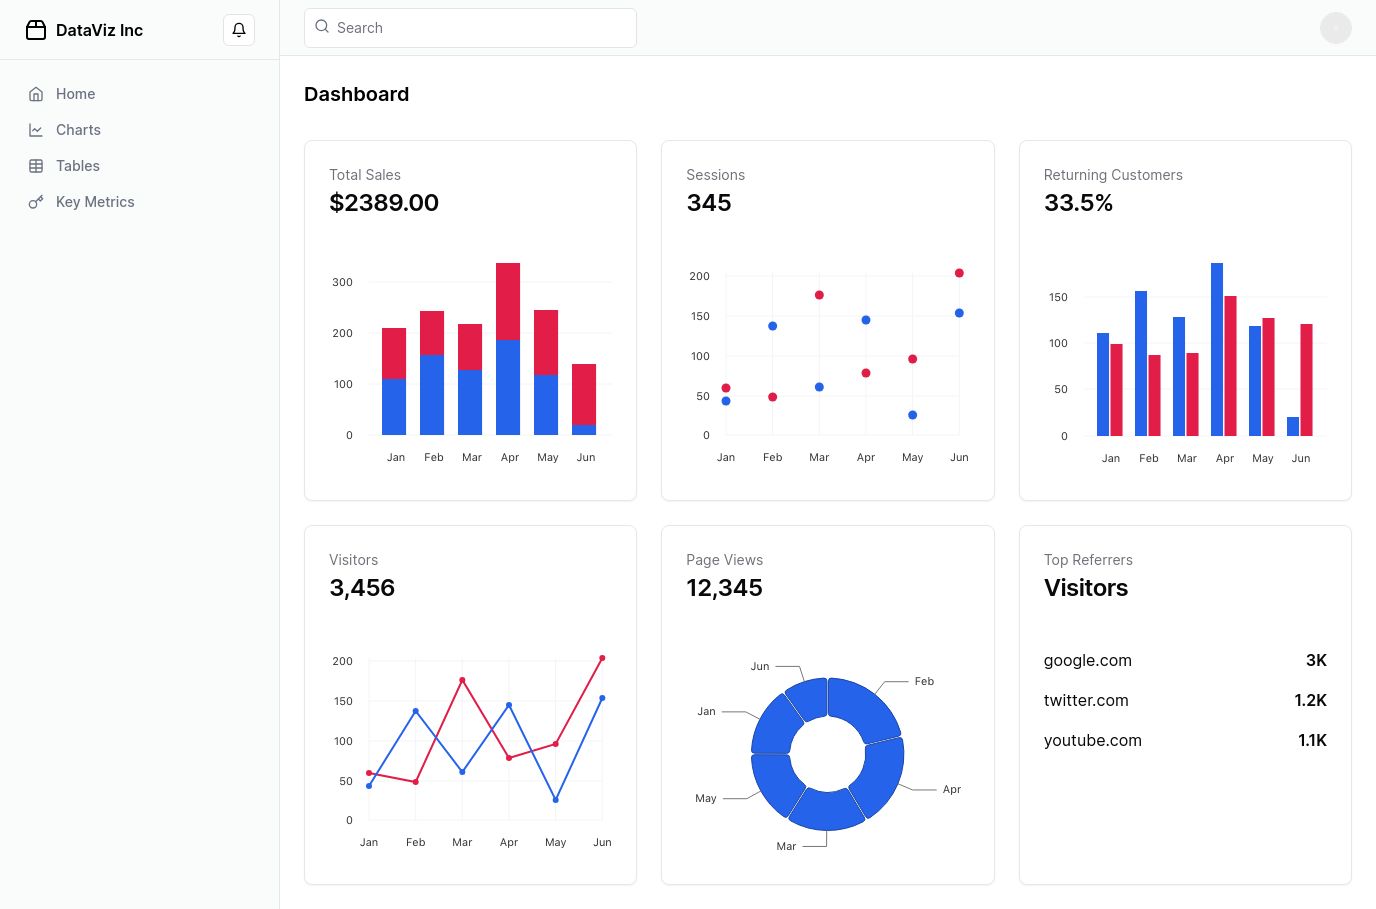 DataViz Inc
Search
Home
Charts
Tables
Key Metrics
Dashboard
Total Sales
$2389.00
300
200
100
0
Jan Feb Mar Apr May Jun
Sessions
345
200
150
100
50
0
Jan Feb Mar Apr May Jun
Returning Customers
33.5%
150
100
50
0
Jan Feb Mar Apr May Jun
Visitors
3,456
200
150
100
50
0
Jan Feb Mar Apr May Jun
Page Views
12,345
Jun
Feb
Jan
Apr
May
Mar
Top Referrers
Visitors
google.com 3K
twitter.com 1.2K
youtube.com 1.1K